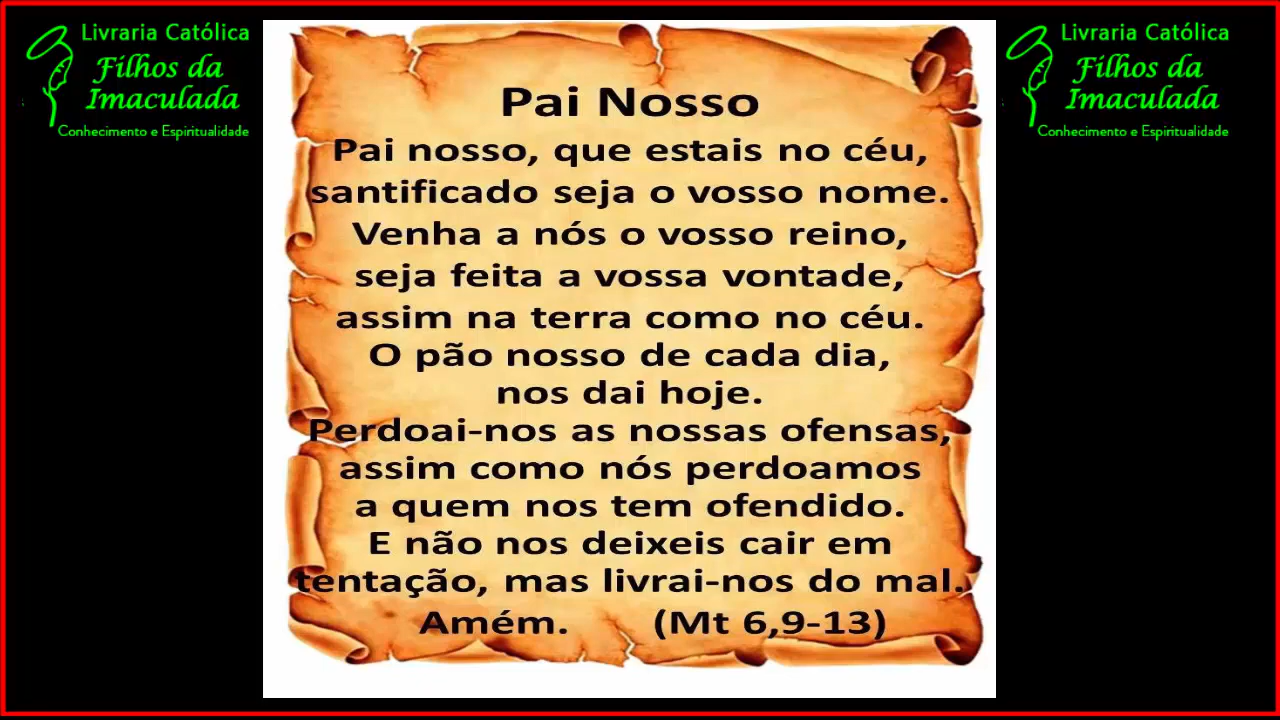 Livraria Católica
Filhos da
Imaculada
Conhecimento e Espiritualidade
Pai Nosso
Pai nosso, que estais no céu,
santificado seja o vosso nome.
Venha a nós o vosso reino,
seja feita a vossa vontade,
assim na terra como no céu.
O pão nosso de cada dia,
nos dai hoje.
Perdoai-nos as nossas ofensas,
assim como nós perdoamos
a quem nos tem ofendido.
E não nos deixeis cair em
tentação, mas livrai-nos do mal.
Amém. (Mt 6,9-13)
Livraria Católica
Filhos da
Imaculada
Conhecimento e Espiritualidade